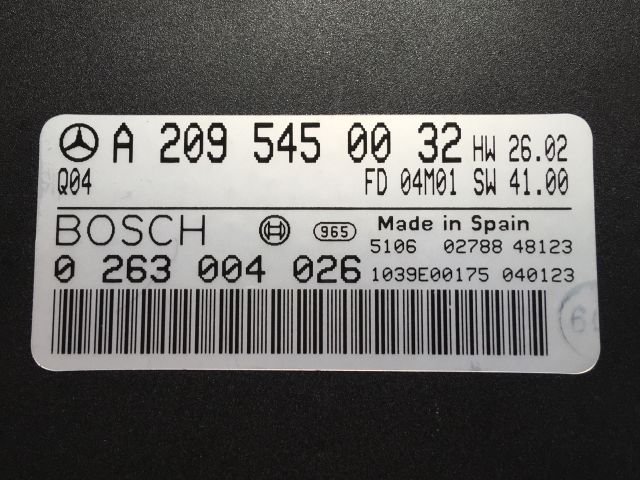 A 209 545 00 32 HW 26.02
Q04 FD 04M01 SW 41.00
BOSCH 965 Made in Spain
5106 02788 48123
0 263 004 026 1039E00175 040123